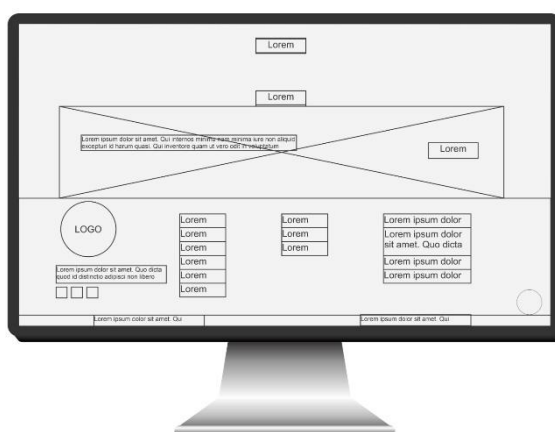 Lorem
Lorem
Lorem ipsum dolor sit amet. Qui internos minima nam minima iure non aliquid
excepturi id harum quasi. Qui inventore quam ut vero odit in voluptatum
Lorem
LOGO
Lorem ipsum dolor sit amet. Quo dicta
quod id distinctio adipisci non libero
Lorem
Lorem
Lorem
Lorem
Lorem
Lorem
Lorem
Lorem
Lorem
Lorem ipsum dolor
Lorem ipsum dolor
sit amet. Quo dicta
Lorem ipsum dolor
Lorem ipsum dolor
Lorem ipsum dolor sit amet. Qui
Lorem ipsum dolor sit amet. Qui